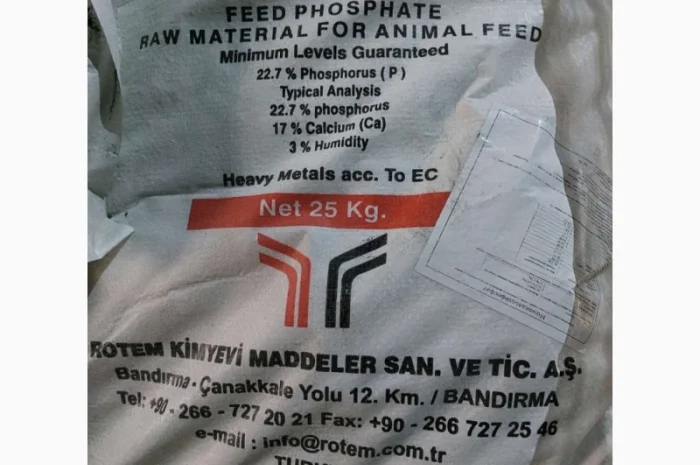 FEED PHOSPHATE
RAW MATERIAL FOR ANIMAL FEED
Minimum Levels Guaranteed
22.7 % Phosphorus ( P )
Typical Analysis
22.7 % phosphorus
17 % Calcium (Ca)
3 % Humidity
Heavy Metals acc. To EC
Net 25 Kg.
ROTEM KİMYEVİ MADDELER SAN. VE TİC. A.Ş.
Bandırma - Çanakkale Yolu 12. Km. / BANDIRMA
Tel: +90 - 266 - 727 20 21 Fax: +90 - 266 727 25 46
e-mail : info@rotem.com.tr